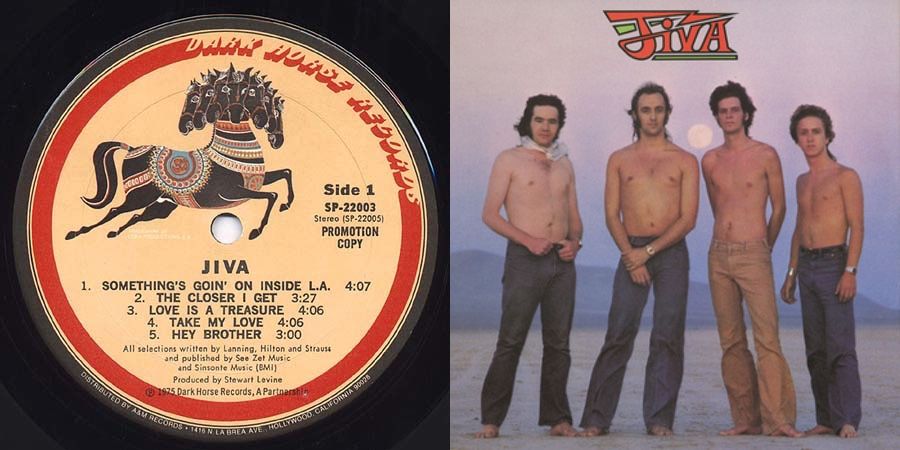 DARK HORSE RECORDS
Side 1
SP-22003
Stereo (SP-22005)
PROMOTION
COPY
JIVA
1. SOMETHING'S GOIN' ON INSIDE L.A. 4:07
2. THE CLOSER I GET 3:27
3. LOVE IS A TREASURE 4:06
4. TAKE MY LOVE 4:06
5. HEY BROTHER 3:00
All selections written by Lanning, Hilton and Strauss
and published by See Zet Music
and Sinsonte Music (BMI)
Produced by Stewart Levine
℗ 1975 Dark Horse Records, A Partnership
DISTRIBUTED BY A&M RECORDS • 1416 N. LA BREA AVE., HOLLYWOOD, CALIFORNIA 90028
JIVA